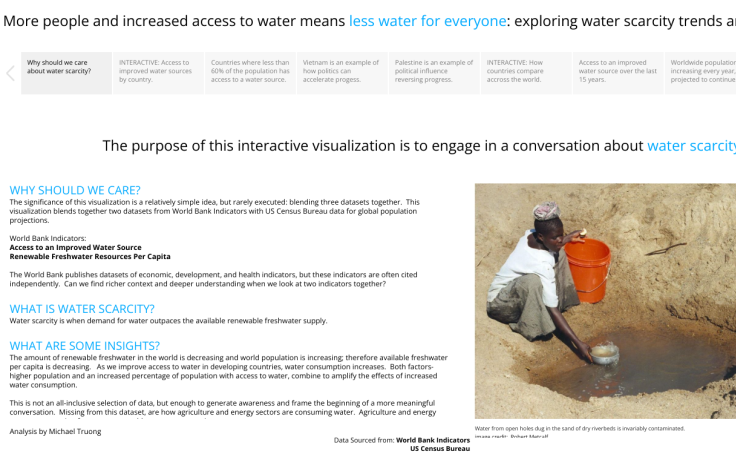 More people and increased access to water means less water for everyone: exploring water scarcity trends
Why should we care
about water scarcity?
INTERACTIVE: Access to
improved water sources
by country.
Countries where less than
60% of the population has
access to a water source.
Vietnam is an example of
how politics can
accelerate progess.
Palestine is an example of
political influence
reversing progress.
INTERACTIVE: How
countries compare
accross the world.
Access to an improved
water source over the last
15 years.
Worldwide population
increasing every year,
projected to continue
The purpose of this interactive visualization is to engage in a conversation about water scarcity
WHY SHOULD WE CARE?
The significance of this visualization is a relatively simple idea, but rarely executed: blending three datasets together. This
visualization blends together two datasets from World Bank Indicators with US Census Bureau data for global population
projections.
World Bank Indicators:
Access to an Improved Water Source
Renewable Freshwater Resources Per Capita
The World Bank publishes datasets of economic, development, and health indicators, but these indicators are often cited
independently. Can we find richer context and deeper understanding when we look at two indicators together?
WHAT IS WATER SCARCITY?
Water scarcity is when demand for water outpaces the available renewable freshwater supply.
WHAT ARE SOME INSIGHTS?
The amount of renewable freshwater in the world is decreasing and world population is increasing; therefore available freshwater
per capita is decreasing. As we improve access to water in developing countries, water consumption increases. Both factors-
higher population and an increased percentage of population with access to water, combine to amplify the effects of increased
water consumption.
This is not an all-inclusive selection of data, but enough to generate awareness and frame the beginning of a more meaningful
conversation. Missing from this dataset, are how agriculture and energy sectors are consuming water. Agriculture and energy
Water from open holes dug in the sand of dry riverbeds is invariably contaminated.
image credit: Robert Metcalf
Analysis by Michael Truong
Data Sourced from: World Bank Indicators
US Census Bureau